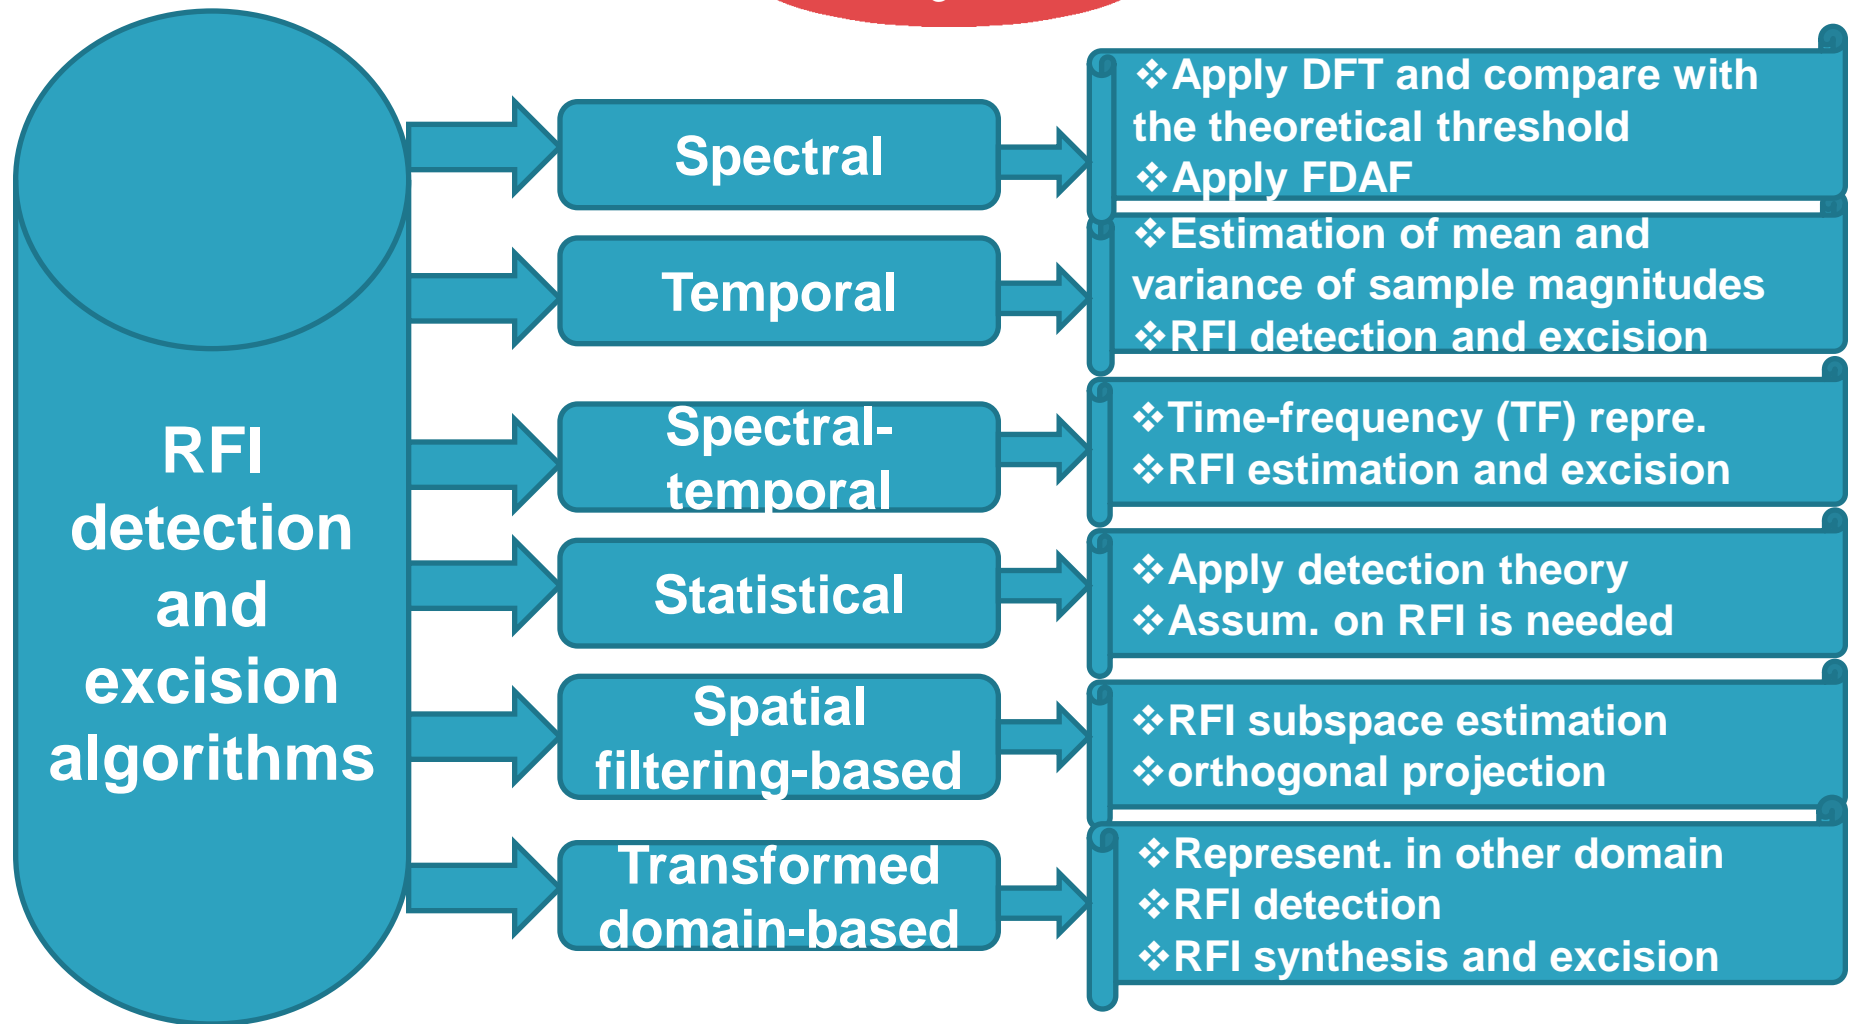 RFI
detection
and
excision
algorithms
Spectral
❖Apply DFT and compare with
the theoretical threshold
❖Apply FDAF
Temporal
❖Estimation of mean and
variance of sample magnitudes
❖RFI detection and excision
Spectral-
temporal
❖Time-frequency (TF) repre.
❖RFI estimation and excision
Statistical
❖Apply detection theory
❖Assum. on RFI is needed
Spatial
filtering-based
❖RFI subspace estimation
❖orthogonal projection
Transformed
domain-based
❖Represent. in other domain
❖RFI detection
❖RFI synthesis and excision